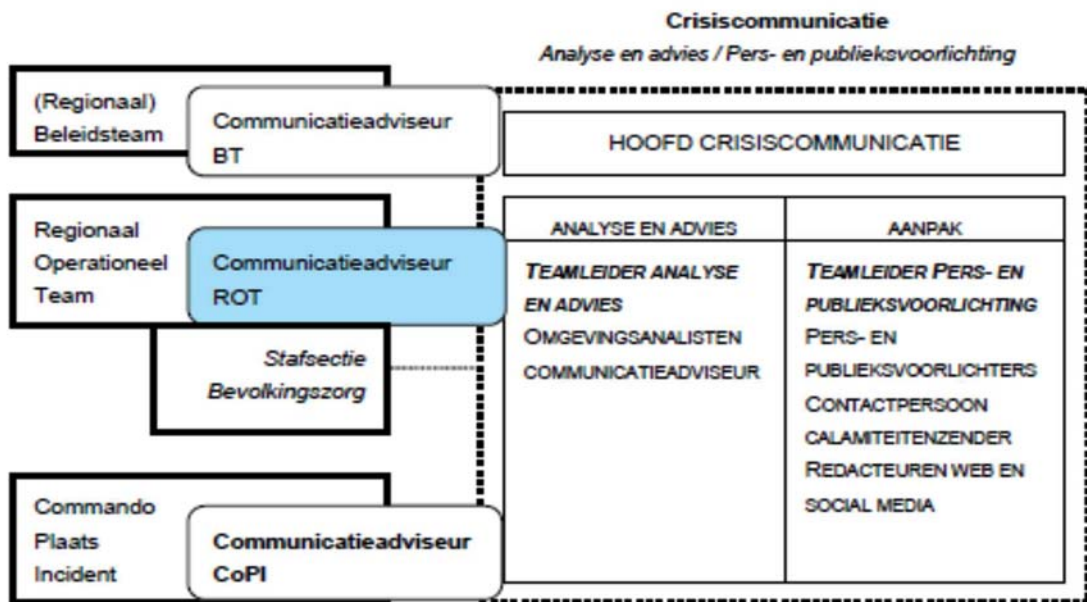 Crisiscommunicatie
Analyse en advies / Pers- en publieksvoorlichting
(Regionaal)
Beleidsteam
Communicatieadviseur
BT
HOOFD CRISISCOMMUNICATIE
Regionaal
Operationeel
Team
Communicatieadviseur
ROT
Stafsectie
Bevolkingszorg
ANALYSE EN ADVIES
TEAMLEIDER ANALYSE
EN ADVIES
OMGEVINGSANALISTEN
COMMUNICATIEADVISEUR
AANPAK
TEAMLEIDER PERS- EN
PUBLIEKSVOORLICHTING
PERS- EN
PUBLIEKSVOORLICHTERS
CONTACTPERSOON
CALAMITEITENZENDER
REDACTEUREN WEB EN
SOCIAL MEDIA
Commando
Plaats
Incident
Communicatieadviseur
CoPI